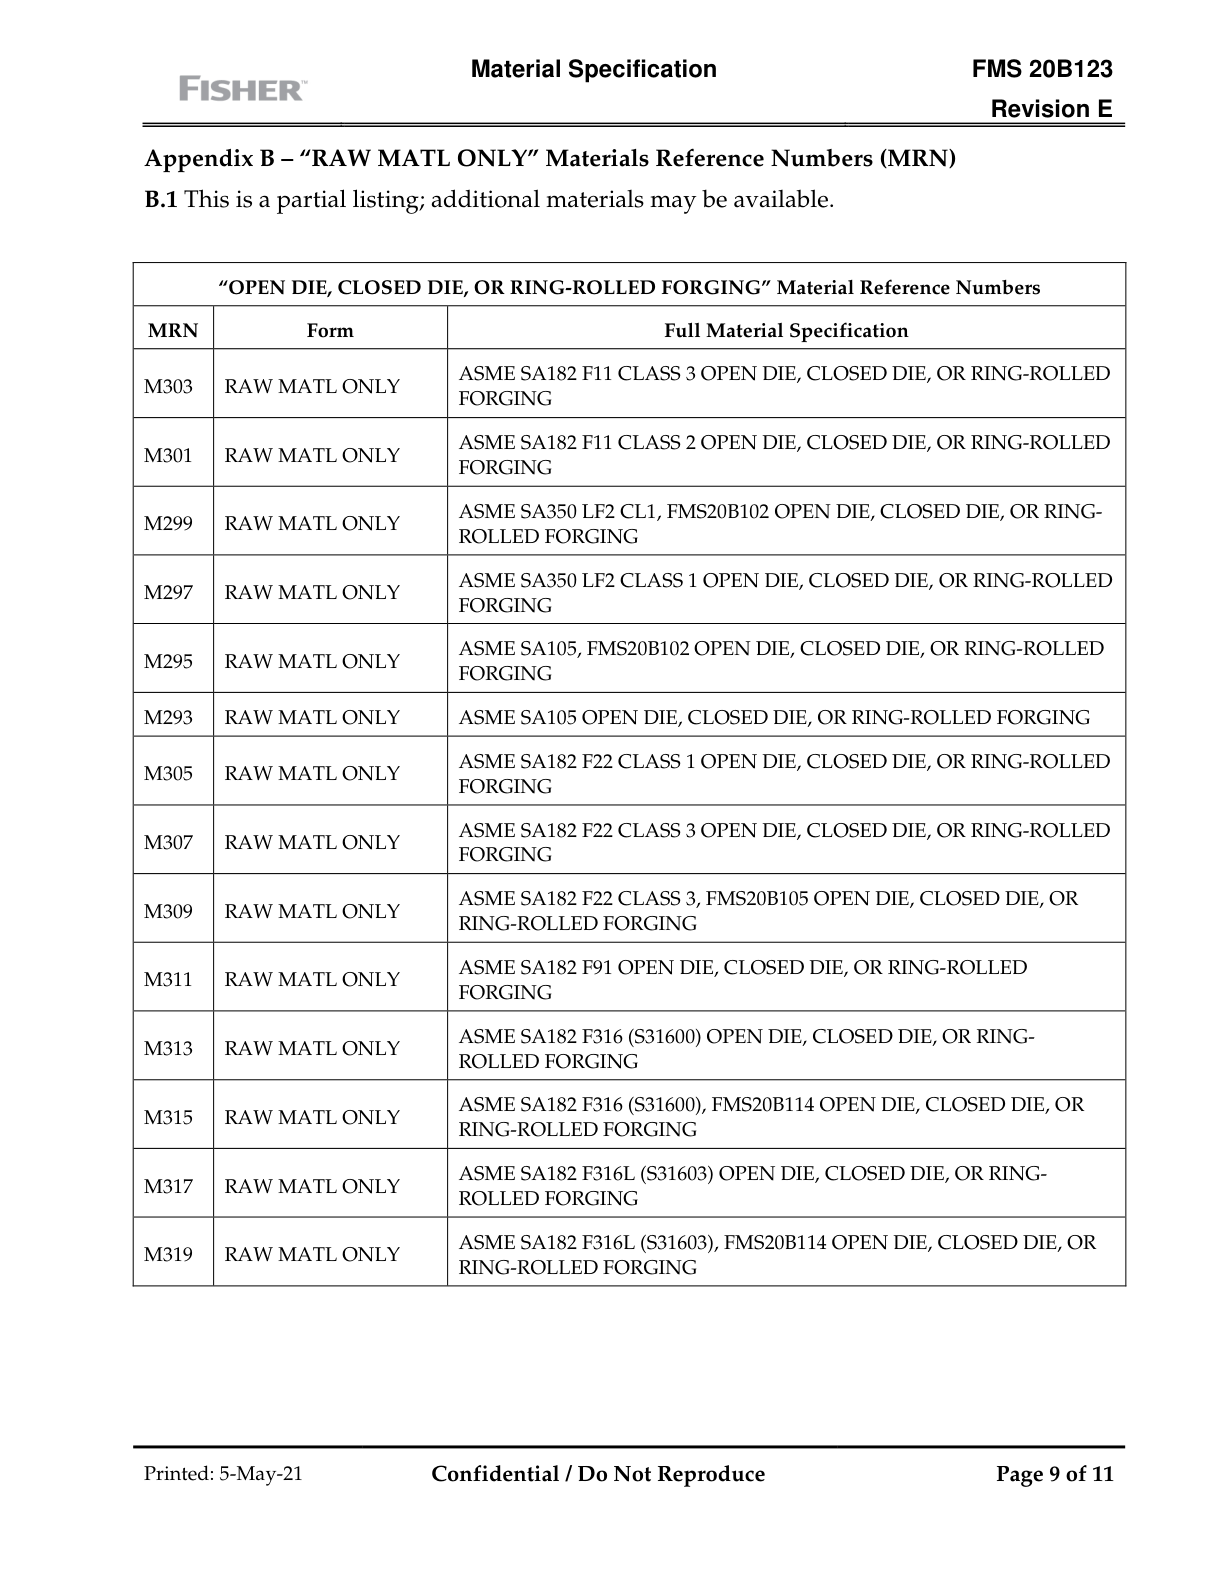 FISHER™
Material Specification
FMS 20B123
Revision E
Appendix B – “RAW MATL ONLY” Materials Reference Numbers (MRN)
B.1 This is a partial listing; additional materials may be available.
“OPEN DIE, CLOSED DIE, OR RING-ROLLED FORGING” Material Reference Numbers
MRN Form Full Material Specification
M303 RAW MATL ONLY ASME SA182 F11 CLASS 3 OPEN DIE, CLOSED DIE, OR RING-ROLLED
FORGING
M301 RAW MATL ONLY ASME SA182 F11 CLASS 2 OPEN DIE, CLOSED DIE, OR RING-ROLLED
FORGING
M299 RAW MATL ONLY ASME SA350 LF2 CL1, FMS20B102 OPEN DIE, CLOSED DIE, OR RING-
ROLLED FORGING
M297 RAW MATL ONLY ASME SA350 LF2 CLASS 1 OPEN DIE, CLOSED DIE, OR RING-ROLLED
FORGING
M295 RAW MATL ONLY ASME SA105, FMS20B102 OPEN DIE, CLOSED DIE, OR RING-ROLLED
FORGING
M293 RAW MATL ONLY ASME SA105 OPEN DIE, CLOSED DIE, OR RING-ROLLED FORGING
M305 RAW MATL ONLY ASME SA182 F22 CLASS 1 OPEN DIE, CLOSED DIE, OR RING-ROLLED
FORGING
M307 RAW MATL ONLY ASME SA182 F22 CLASS 3 OPEN DIE, CLOSED DIE, OR RING-ROLLED
FORGING
M309 RAW MATL ONLY ASME SA182 F22 CLASS 3, FMS20B105 OPEN DIE, CLOSED DIE, OR
RING-ROLLED FORGING
M311 RAW MATL ONLY ASME SA182 F91 OPEN DIE, CLOSED DIE, OR RING-ROLLED
FORGING
M313 RAW MATL ONLY ASME SA182 F316 (S31600) OPEN DIE, CLOSED DIE, OR RING-
ROLLED FORGING
M315 RAW MATL ONLY ASME SA182 F316 (S31600), FMS20B114 OPEN DIE, CLOSED DIE, OR
RING-ROLLED FORGING
M317 RAW MATL ONLY ASME SA182 F316L (S31603) OPEN DIE, CLOSED DIE, OR RING-
ROLLED FORGING
M319 RAW MATL ONLY ASME SA182 F316L (S31603), FMS20B114 OPEN DIE, CLOSED DIE, OR
RING-ROLLED FORGING
Printed: 5-May-21 Confidential / Do Not Reproduce Page 9 of 11